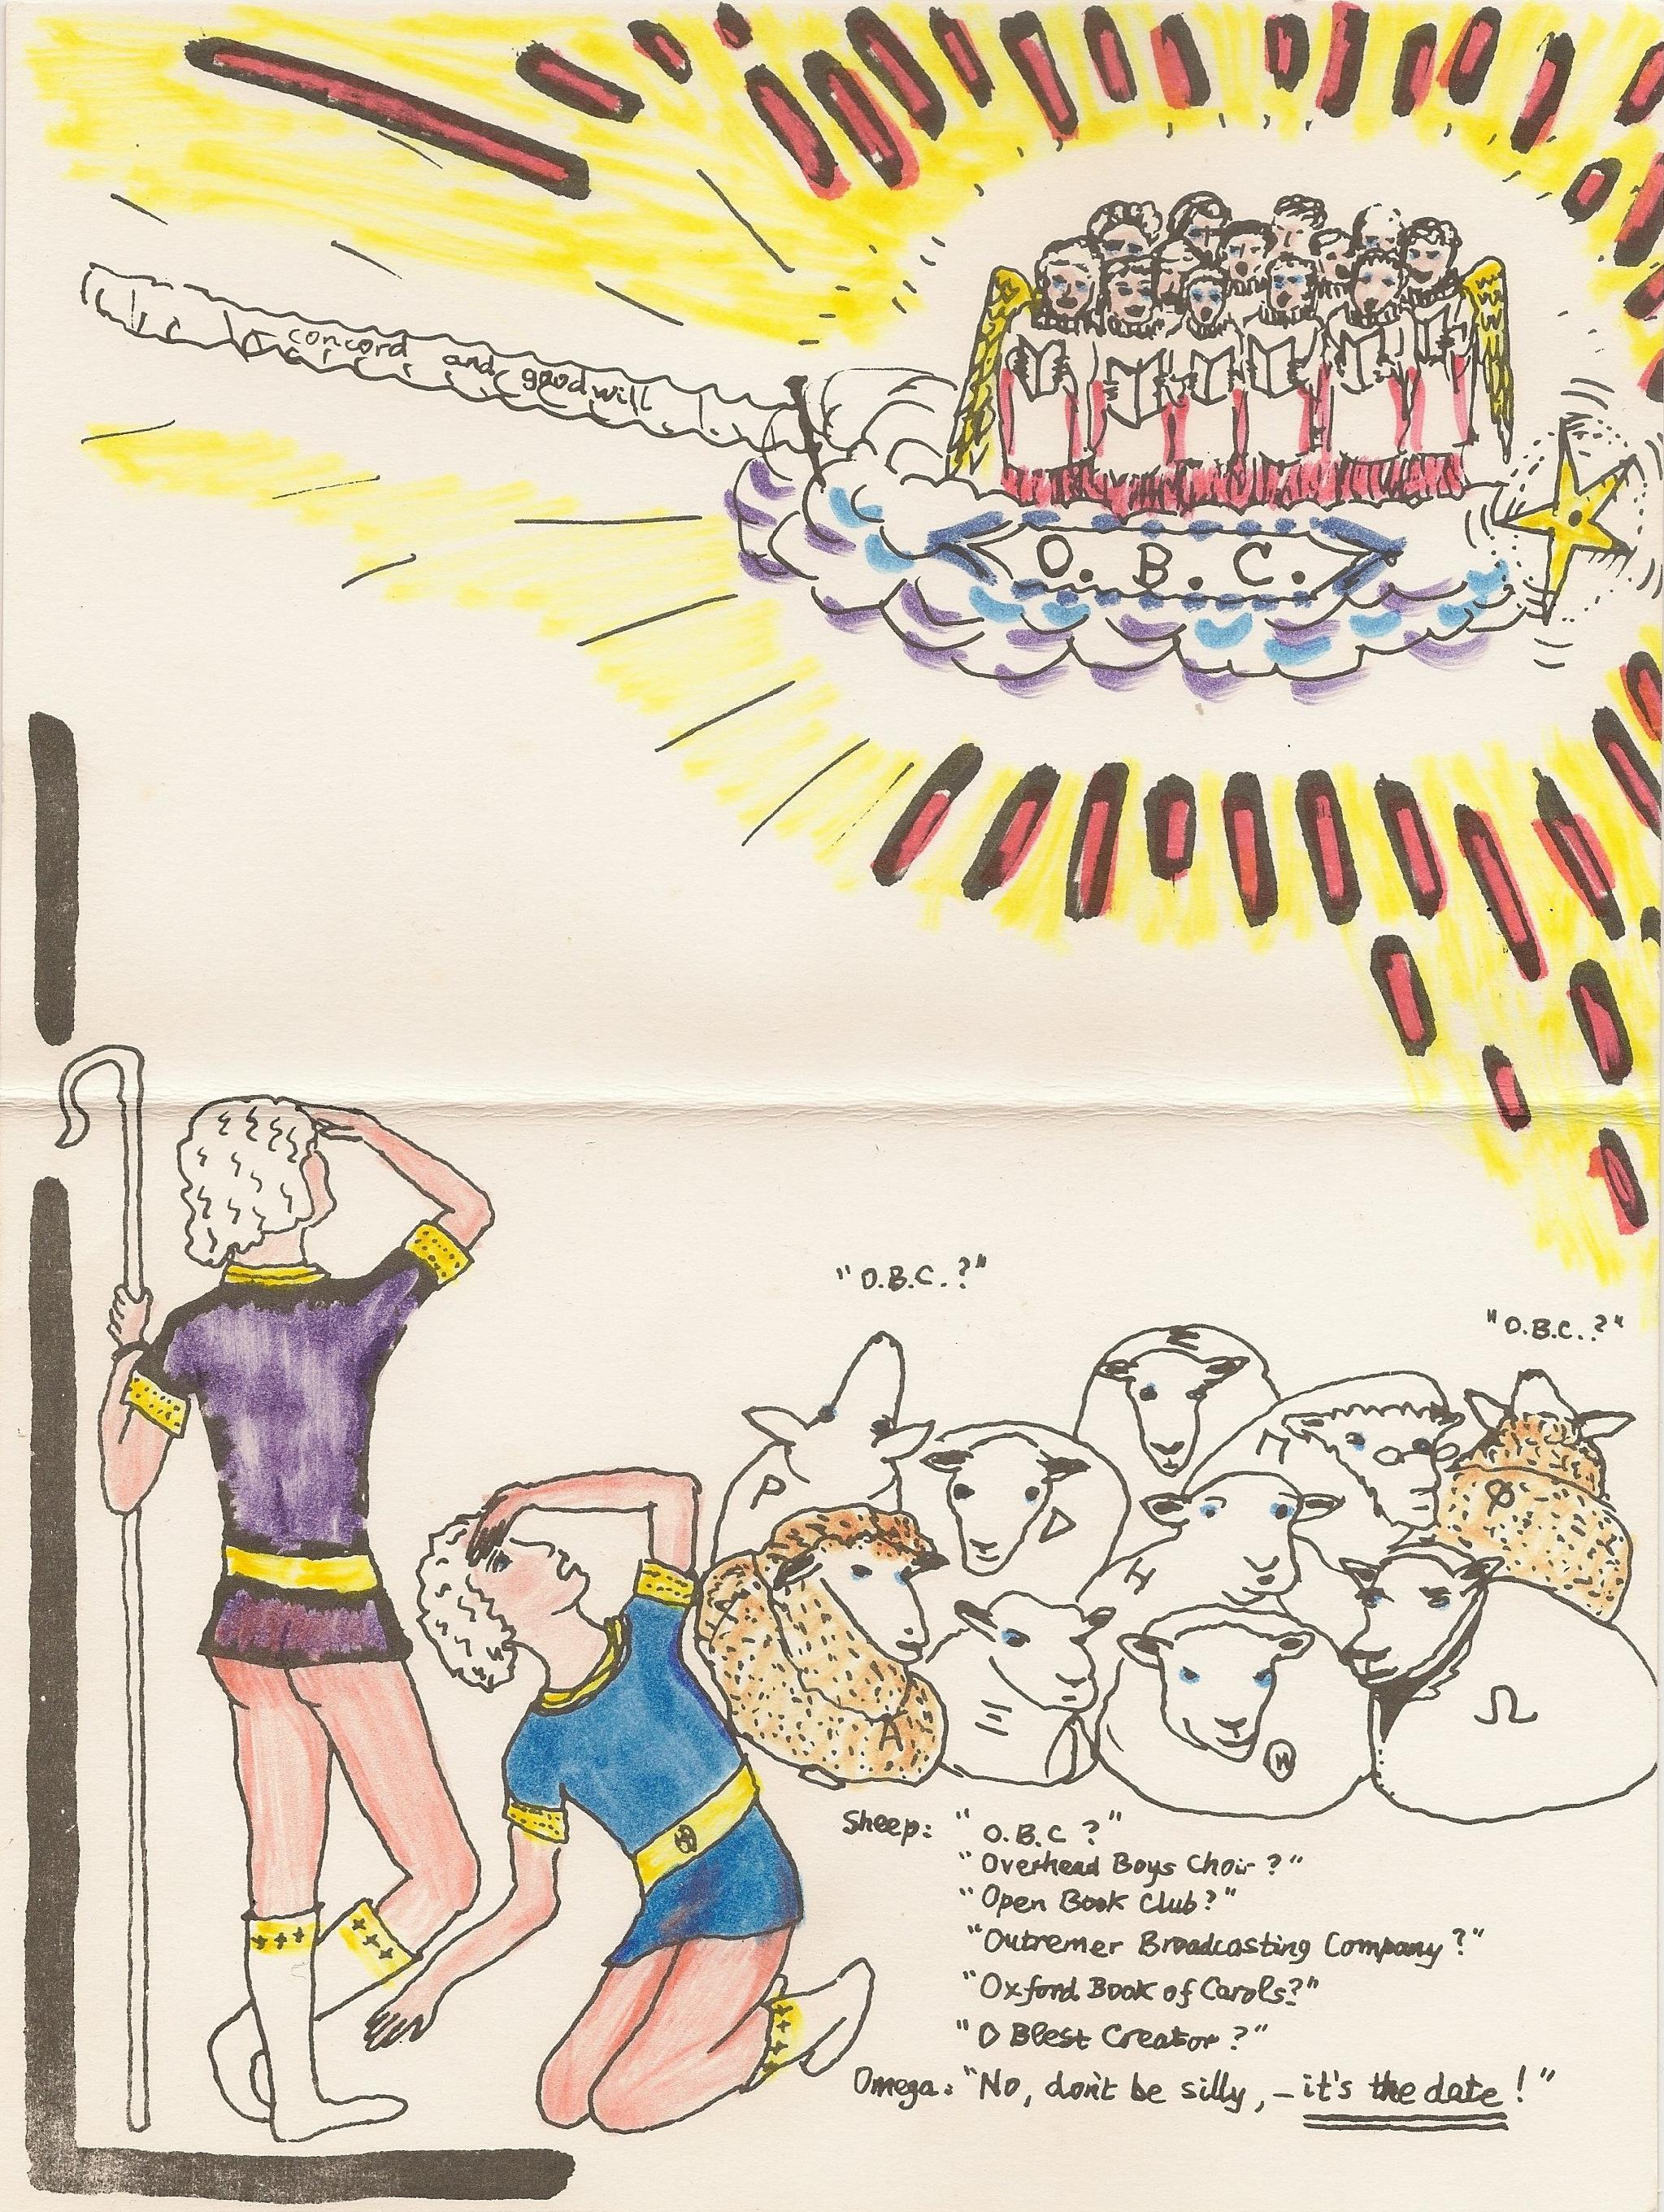 concord and goodwill
O. B. C.
"O.B.C.?"
"O.B.C.?"
P
Π
Φ
Δ
H
A
Ξ
Ω
Sheep: "O.B.C ?"
"Overhead Boys Choir ?"
"Open Book Club?"
"Outremer Broadcasting Company ?"
"Oxford Book of Carols?"
"O Blest Creator ?"
Omega: "No, don't be silly, – it's the date ! "